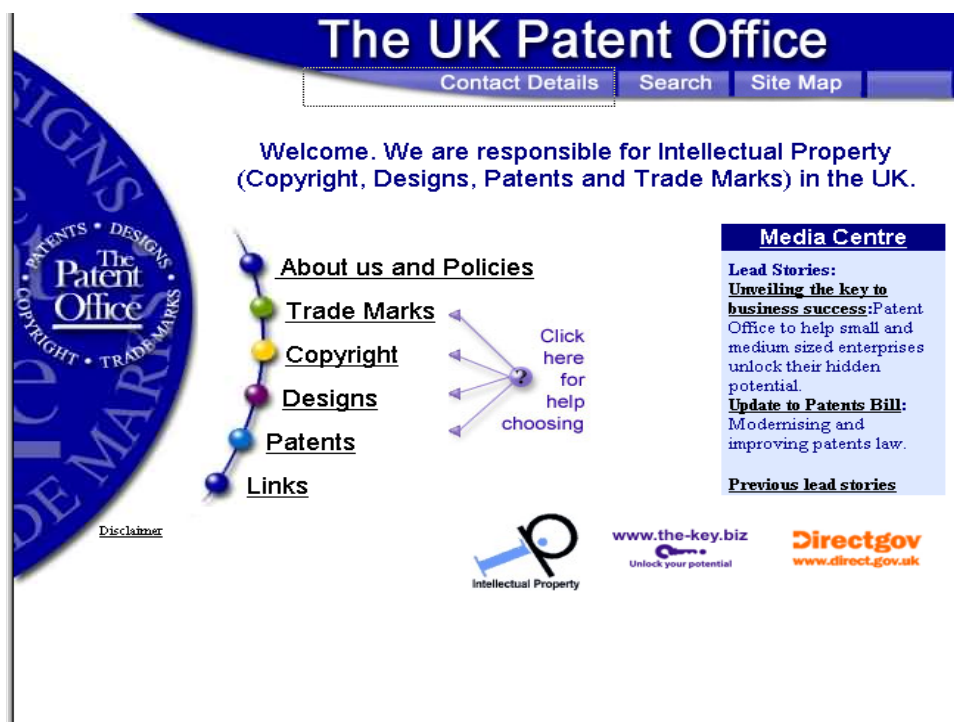 The UK Patent Office
Contact Details
Search
Site Map
Welcome. We are responsible for Intellectual Property
(Copyright, Designs, Patents and Trade Marks) in the UK.
PATENTS • DESIGNS •
COPYRIGHT • TRADE MARKS
The
Patent
Office
DESIGNS
TRADE MARKS
About us and Policies
Trade Marks
Copyright
Designs
Patents
Links
Click
here
for
help
choosing
?
Media Centre
Lead Stories:
Unveiling the key to
business success:Patent
Office to help small and
medium sized enterprises
unlock their hidden
potential.
Update to Patents Bill:
Modernising and
improving patents law.
Previous lead stories
Disclaimer
ip
Intellectual Property
www.the-key.biz
Unlock your potential
Directgov
www.direct.gov.uk